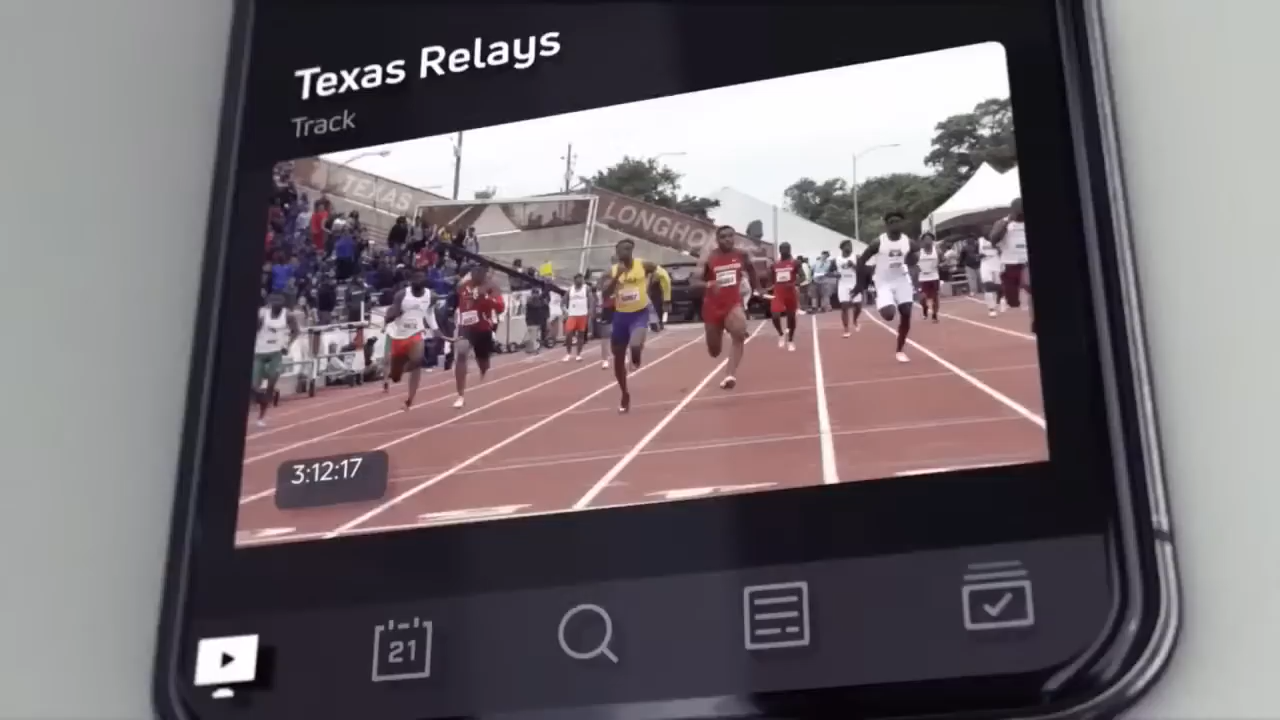 Texas Relays
Track
TEXAS
LONGHO
3:12:17
21